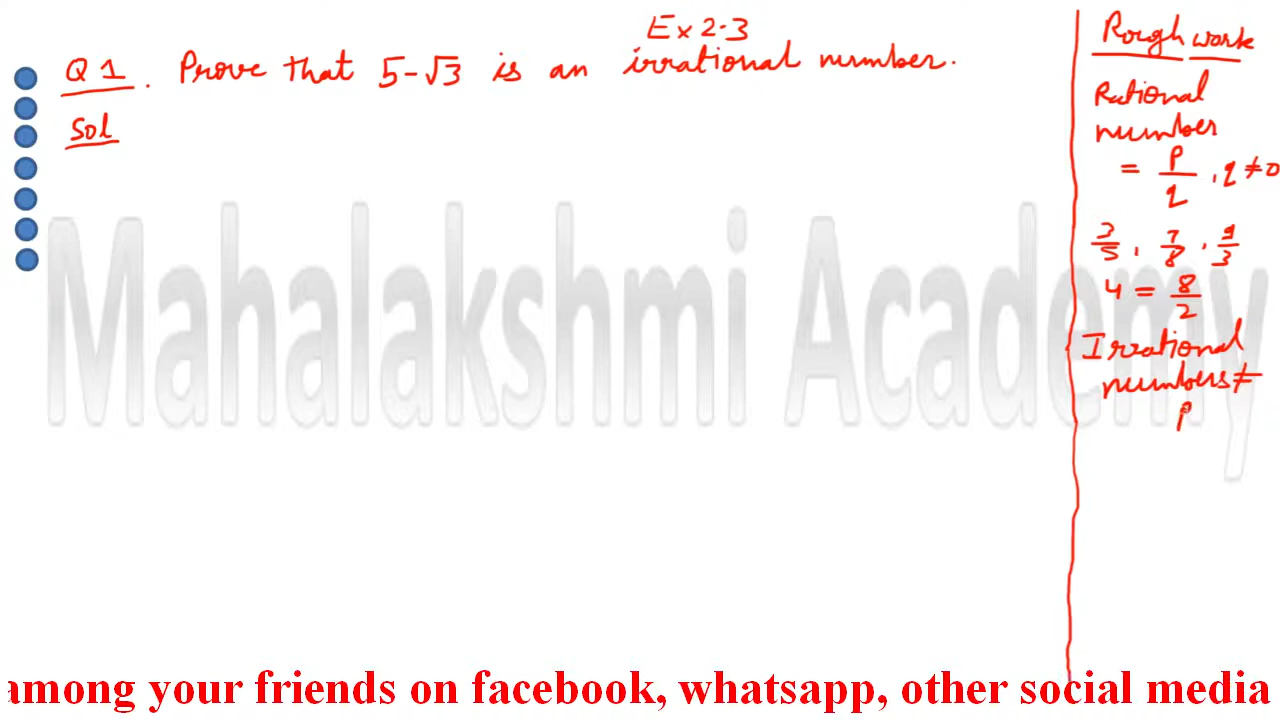 Ex 2.3
Q 1. Prove that 5-√3 is an irrational number.
Sol
Rough work
Rational
number
= p/q, q≠0
3/5, 7/8, 9/3
4 = 8/2
Irrational
numbers ≠
p
Mahalakshmi Academy
among your friends on facebook, whatsapp, other social media